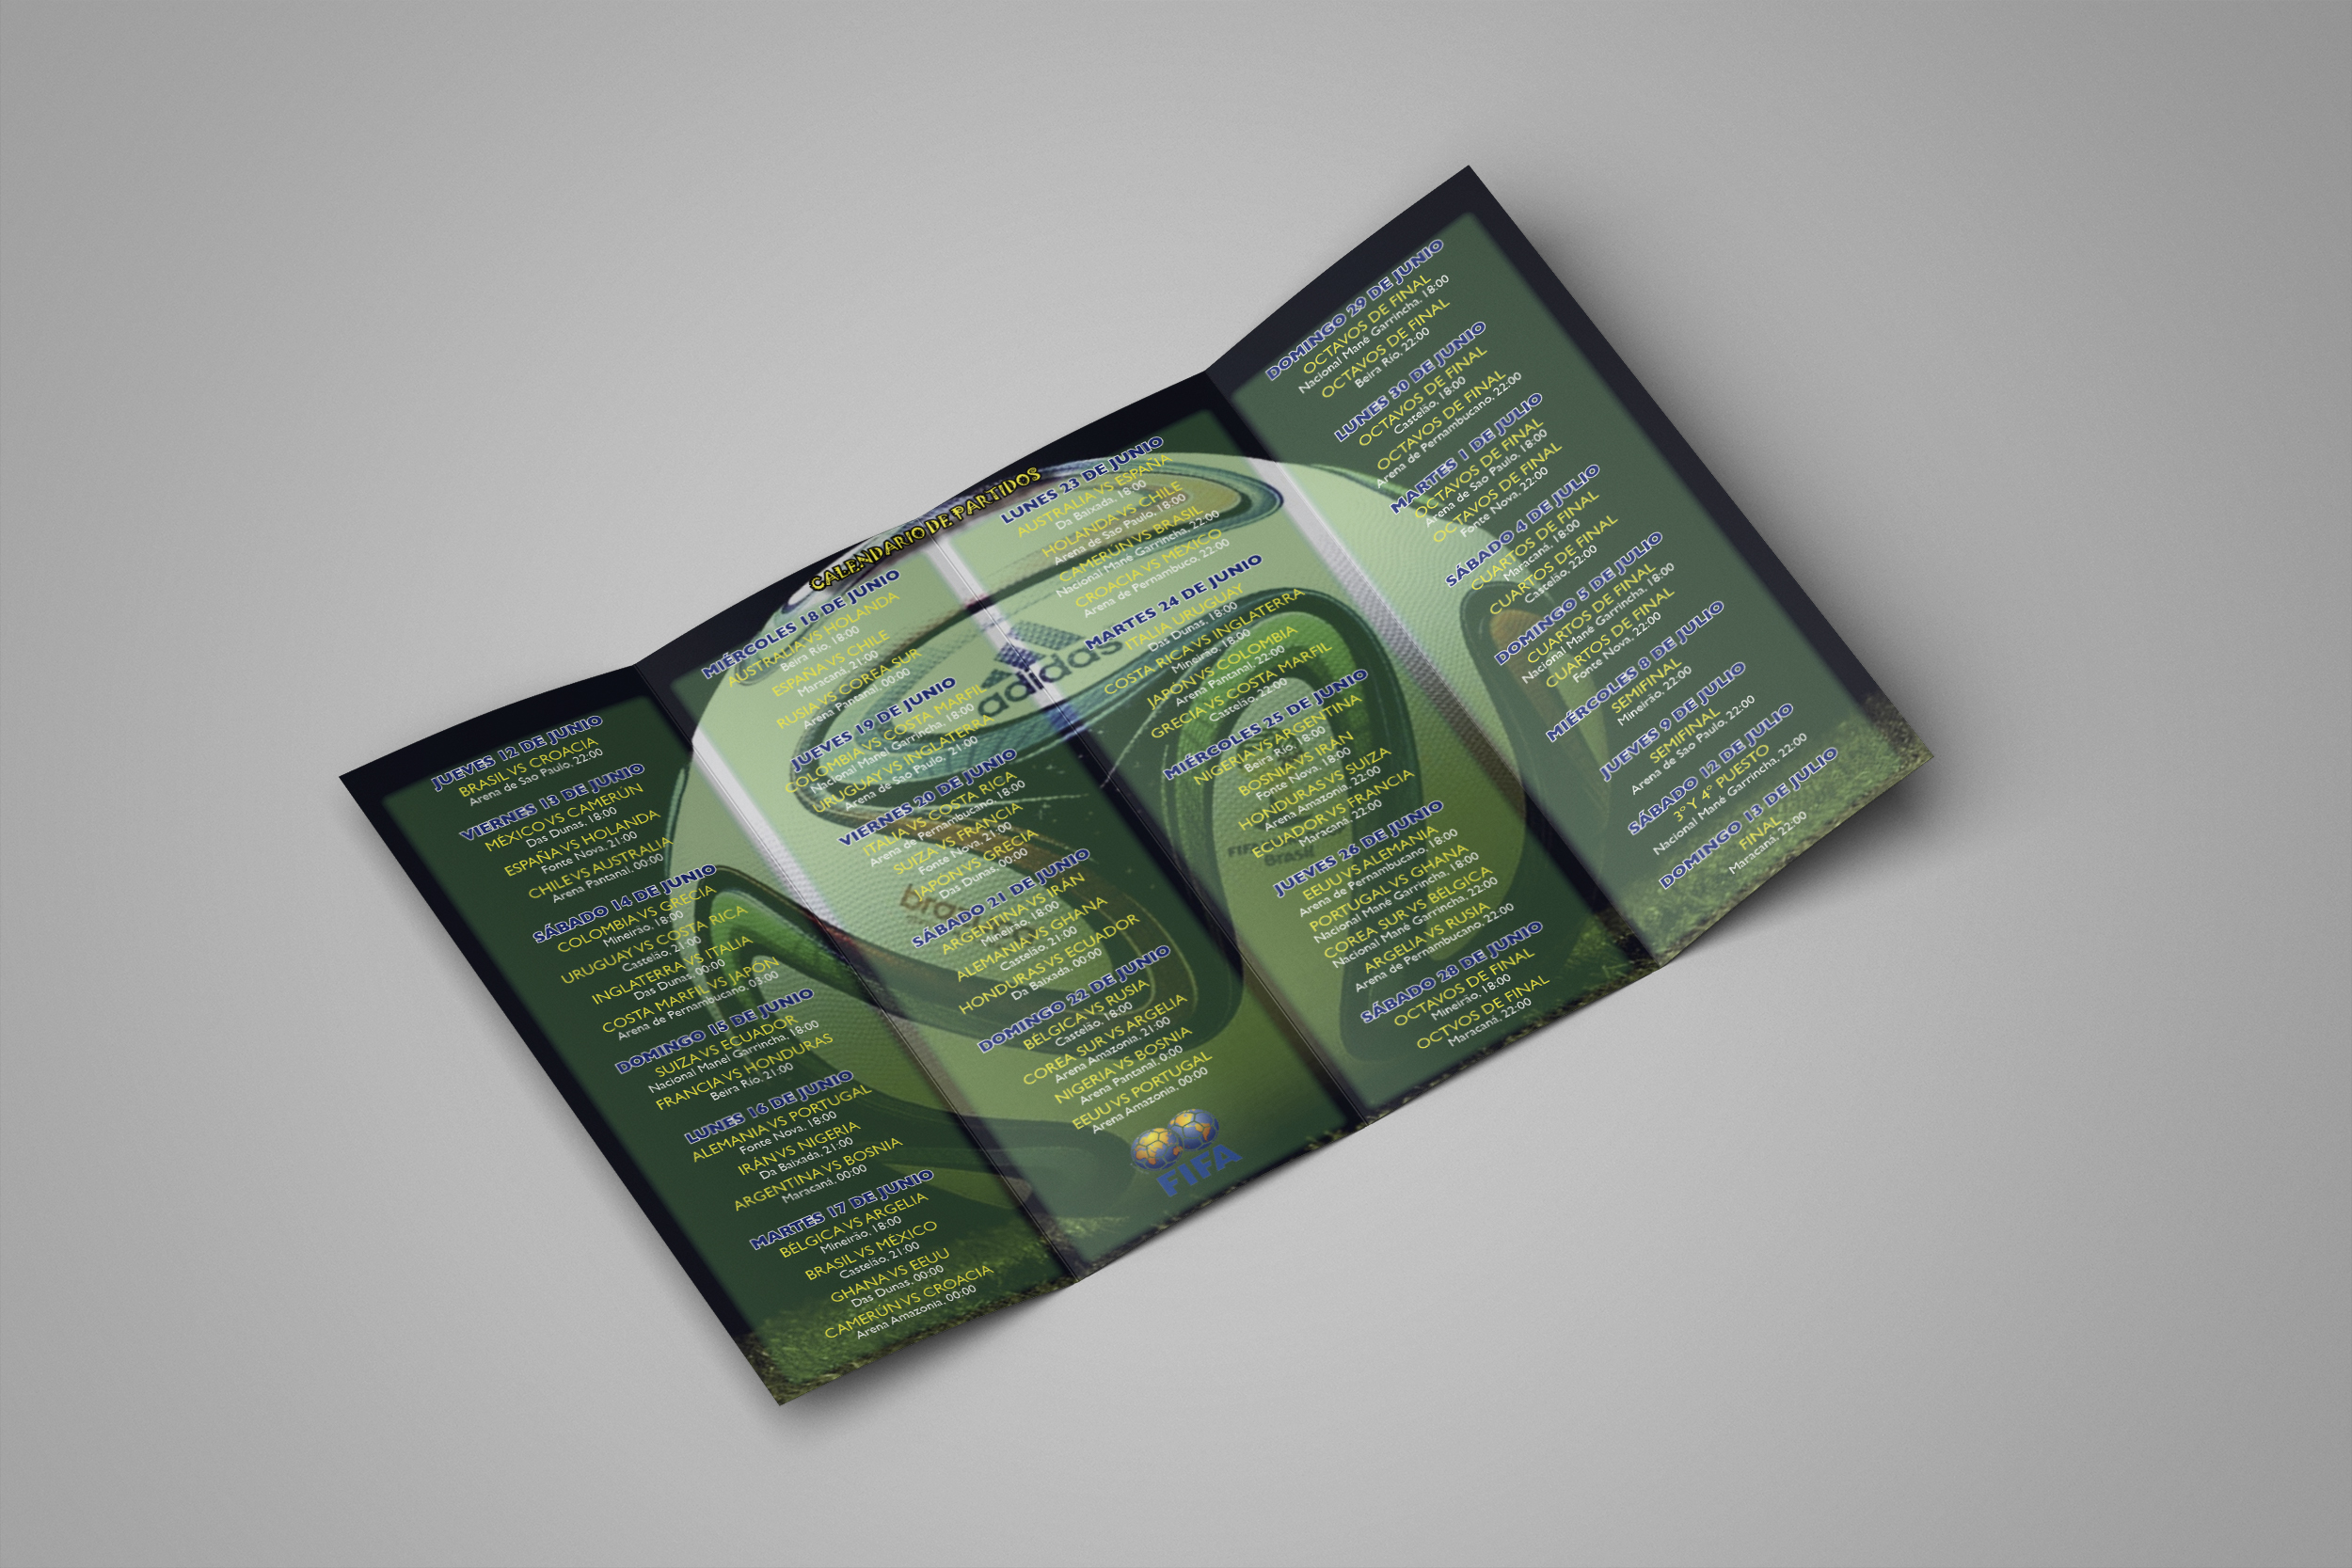 CALENDARIO DE PARTIDOS
JUEVES 12 DE JUNIO
BRASIL VS CROACIA
Arena de Sao Paulo, 22:00
VIERNES 13 DE JUNIO
MÉXICO VS CAMERÚN
Das Dunas, 18:00
ESPAÑA VS HOLANDA
Fonte Nova, 21:00
CHILE VS AUSTRALIA
Arena Pantanal, 00:00
SÁBADO 14 DE JUNIO
COLOMBIA VS GRECIA
Mineirão, 18:00
URUGUAY VS COSTA RICA
Castelão, 21:00
INGLATERRA VS ITALIA
Das Dunas, 00:00
COSTA MARFIL VS JAPÓN
Arena de Pernambucano, 03:00
DOMINGO 15 DE JUNIO
SUIZA VS ECUADOR
Nacional Manel Garrincha, 18:00
FRANCIA VS HONDURAS
Beira Río, 21:00
LUNES 16 DE JUNIO
ALEMANIA VS PORTUGAL
Fonte Nova, 18:00
IRÁN VS NIGERIA
Da Baixada, 21:00
ARGENTINA VS BOSNIA
Maracaná, 00:00
MARTES 17 DE JUNIO
BÉLGICA VS ARGELIA
Mineirão, 18:00
BRASIL VS MÉXICO
Castelão, 21:00
GHANA VS EEUU
Das Dunas, 00:00
CAMERÚN VS CROACIA
Arena Amazonia, 00:00
MIÉRCOLES 18 DE JUNIO
AUSTRALIA VS HOLANDA
Beira Río, 18:00
ESPAÑA VS CHILE
Maracaná, 21:00
RUSIA VS COREA SUR
Arena Pantanal, 00:00
JUEVES 19 DE JUNIO
COLOMBIA VS COSTA MARFIL
Nacional Manel Garrincha, 18:00
URUGUAY VS INGLATERRA
Arena de Sao Paulo, 21:00
VIERNES 20 DE JUNIO
ITALIA VS COSTA RICA
Arena de Pernambucano, 18:00
SUIZA VS FRANCIA
Fonte Nova, 21:00
JAPÓN VS GRECIA
Das Dunas, 00:00
SÁBADO 21 DE JUNIO
ARGENTINA VS IRÁN
Mineirão, 18:00
ALEMANIA VS GHANA
Castelão, 21:00
HONDURAS VS ECUADOR
Da Baixada, 00:00
DOMINGO 22 DE JUNIO
BÉLGICA VS RUSIA
Castelão, 18:00
COREA SUR VS ARGELIA
Arena Amazonia, 21:00
NIGERIA VS BOSNIA
Arena Pantanal, 0:00
EEUU VS PORTUGAL
Arena Amazonia, 00:00
FIFA
LUNES 23 DE JUNIO
AUSTRALIA VS ESPAÑA
Da Baixada, 18:00
HOLANDA VS CHILE
Arena de Sao Paulo, 18:00
CAMERÚN VS BRASIL
Nacional Mané Garrincha, 22:00
CROACIA VS MÉXICO
Arena de Pernambuco, 22:00
MARTES 24 DE JUNIO
ITALIA URUGUAY
Das Dunas, 18:00
COSTA RICA VS INGLATERRA
Mineirão, 18:00
JAPÓN VS COLOMBIA
Arena Pantanal, 22:00
GRECIA VS COSTA MARFIL
Castelão, 22:00
MIÉRCOLES 25 DE JUNIO
NIGERIA VS ARGENTINA
Beira Río, 18:00
BOSNIA VS IRÁN
Fonte Nova, 18:00
HONDURAS VS SUIZA
Arena Amazonia, 22:00
ECUADOR VS FRANCIA
Maracaná, 22:00
JUEVES 26 DE JUNIO
EEUU VS ALEMANIA
Arena de Pernambucano, 18:00
PORTUGAL VS GHANA
Nacional Mané Garrincha, 18:00
COREA SUR VS BÉLGICA
Nacional Mané Garrincha, 22:00
ARGELIA VS RUSIA
Arena de Pernambucano, 22:00
SÁBADO 28 DE JUNIO
OCTAVOS DE FINAL
Mineirão, 18:00
OCTVOS DE FINAL
Maracaná, 22:00
DOMINGO 29 DE JUNIO
OCTAVOS DE FINAL
Nacional Mané Garrincha, 18:00
OCTAVOS DE FINAL
Beira Río, 22:00
LUNES 30 DE JUNIO
OCTAVOS DE FINAL
Castelão, 18:00
OCTAVOS DE FINAL
Arena de Pernambucano, 22:00
MARTES 1 DE JULIO
OCTAVOS DE FINAL
Arena de Sao Paulo, 18:00
OCTAVOS DE FINAL
Fonte Nova, 22:00
SÁBADO 4 DE JULIO
CUARTOS DE FINAL
Maracaná, 18:00
CUARTOS DE FINAL
Castelão, 22:00
DOMINGO 5 DE JULIO
CUARTOS DE FINAL
Nacional Mané Garrincha, 18:00
CUARTOS DE FINAL
Fonte Nova, 22:00
MIÉRCOLES 8 DE JULIO
SEMIFINAL
Mineirão, 22:00
JUEVES 9 DE JULIO
SEMIFINAL
Arena de Sao Paulo, 22:00
SÁBADO 12 DE JULIO
3º Y 4º PUESTO
Nacional Mané Garrincha, 22:00
DOMINGO 13 DE JULIO
FINAL
Maracaná, 22:00
adidas
Brasil